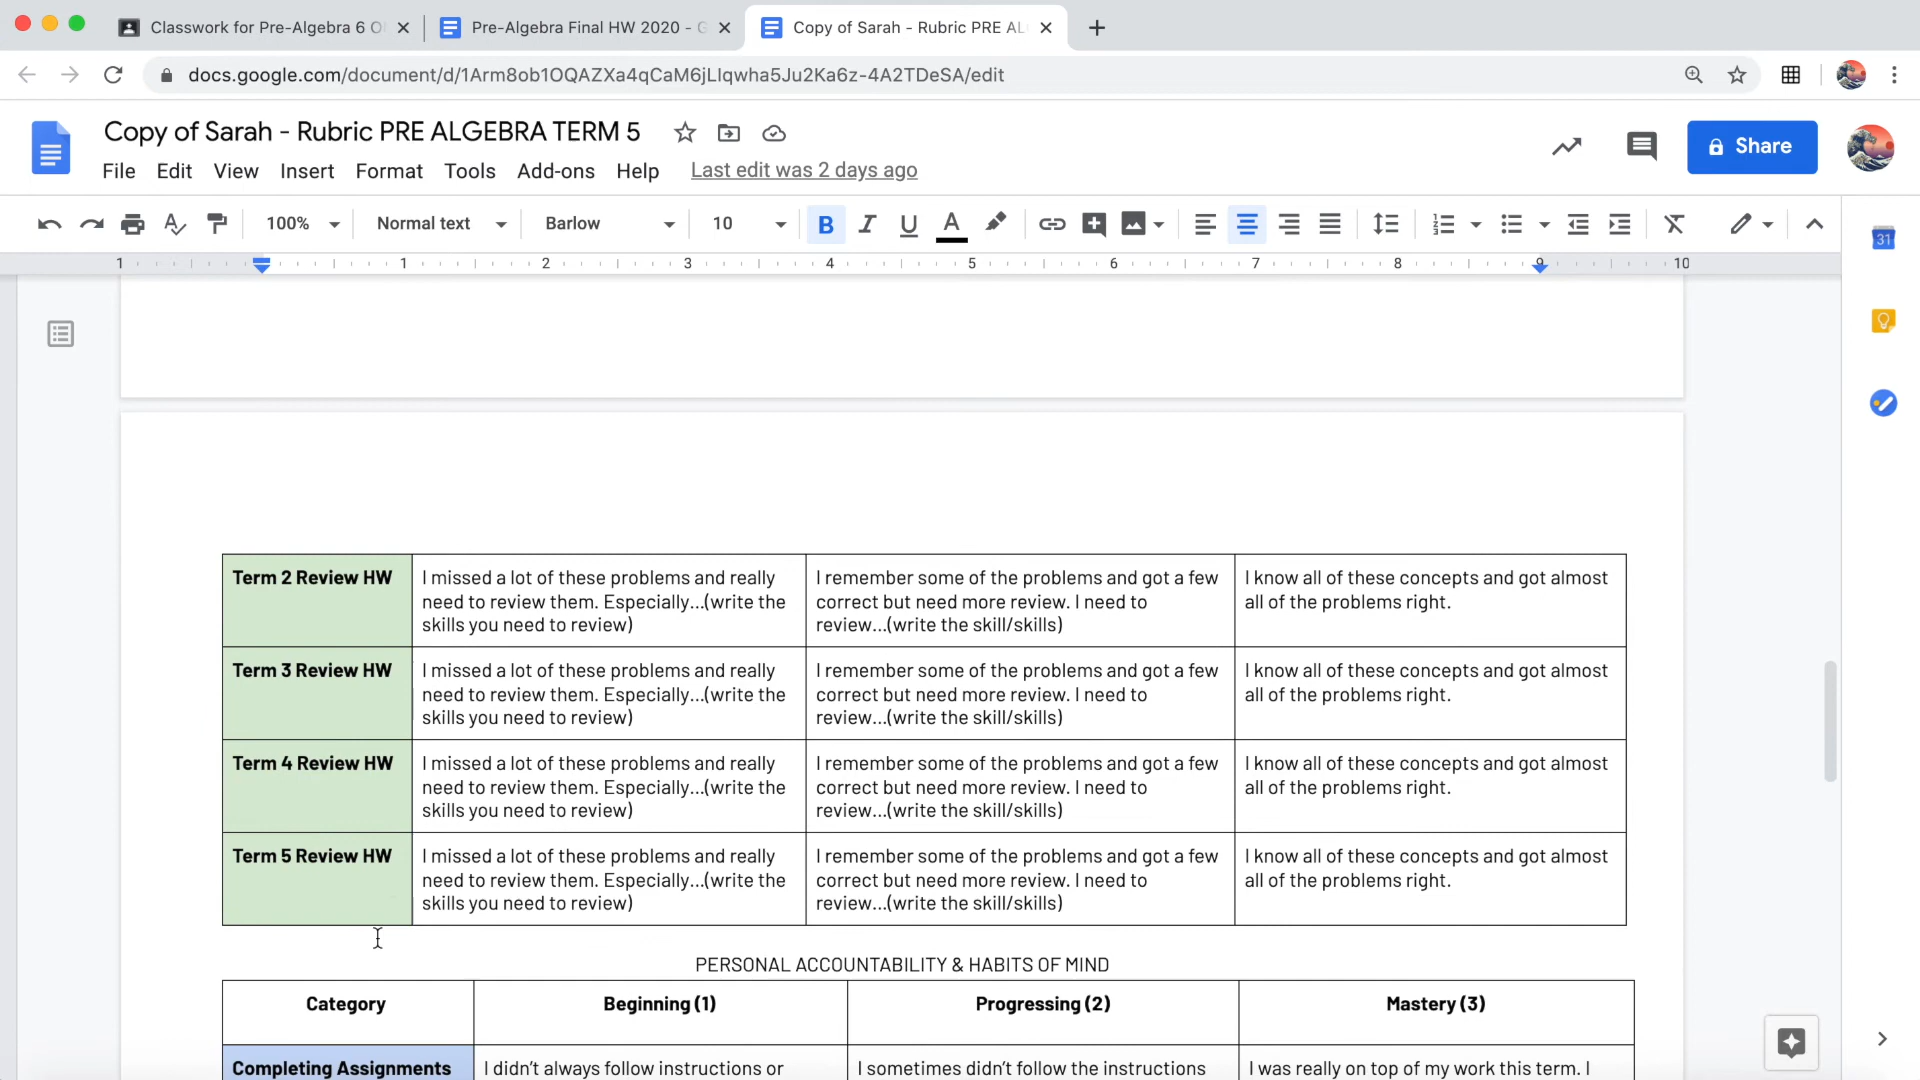 Classwork for Pre-Algebra 6 O
Pre-Algebra Final HW 2020 - G
Copy of Sarah - Rubric PRE AL
docs.google.com/document/d/1Arm8ob1OQAZXa4qCaM6jLIqwha5Ju2Ka6z-4A2TDeSA/edit
Copy of Sarah - Rubric PRE ALGEBRA TERM 5
Share
File Edit View Insert Format Tools Add-ons Help Last edit was 2 days ago
100% Normal text Barlow 10 B I U A
1 1 2 3 4 5 6 7 8 9 10
31
Term 2 Review HW
I missed a lot of these problems and really
need to review them. Especially...(write the
skills you need to review)
I remember some of the problems and got a few
correct but need more review. I need to
review...(write the skill/skills)
I know all of these concepts and got almost
all of the problems right.
Term 3 Review HW
I missed a lot of these problems and really
need to review them. Especially...(write the
skills you need to review)
I remember some of the problems and got a few
correct but need more review. I need to
review...(write the skill/skills)
I know all of these concepts and got almost
all of the problems right.
Term 4 Review HW
I missed a lot of these problems and really
need to review them. Especially...(write the
skills you need to review)
I remember some of the problems and got a few
correct but need more review. I need to
review...(write the skill/skills)
I know all of these concepts and got almost
all of the problems right.
Term 5 Review HW
I missed a lot of these problems and really
need to review them. Especially...(write the
skills you need to review)
I remember some of the problems and got a few
correct but need more review. I need to
review...(write the skill/skills)
I know all of these concepts and got almost
all of the problems right.
PERSONAL ACCOUNTABILITY & HABITS OF MIND
Category
Beginning (1)
Progressing (2)
Mastery (3)
Completing Assignments
I didn't always follow instructions or
I sometimes didn't follow the instructions
I was really on top of my work this term. I